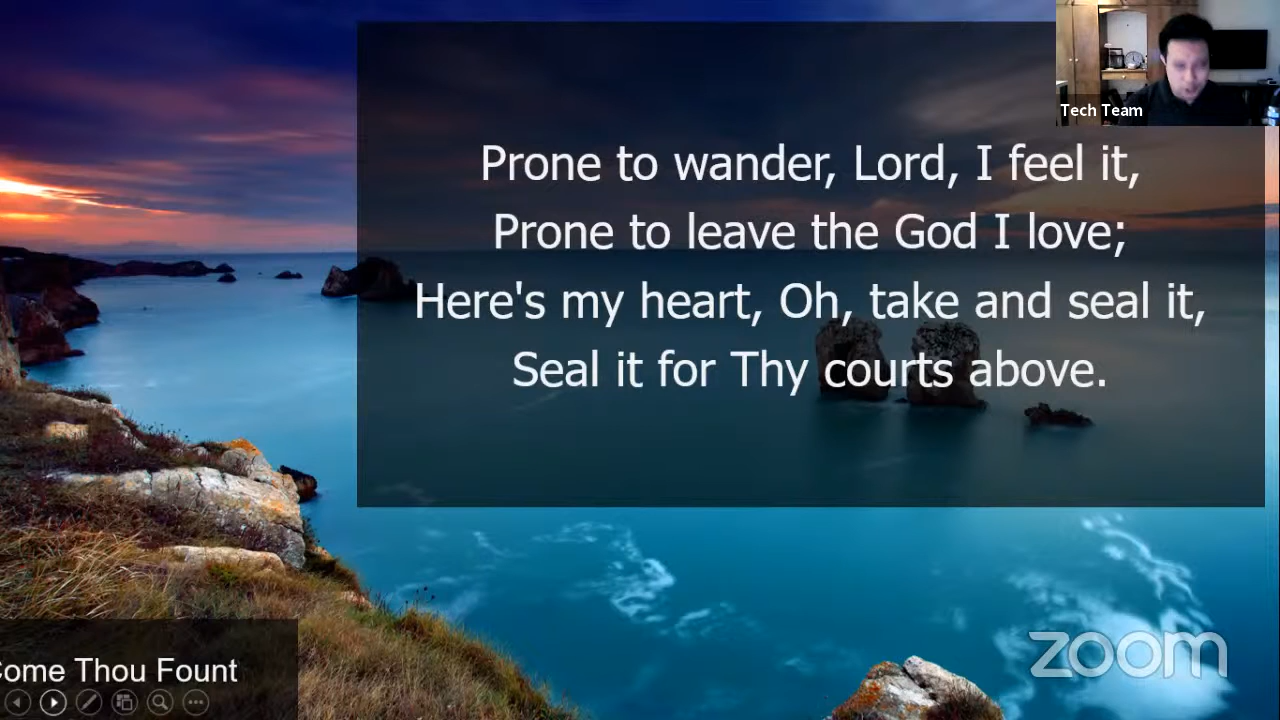 Tech Team
Prone to wander, Lord, I feel it,
Prone to leave the God I love;
Here's my heart, Oh, take and seal it,
Seal it for Thy courts above.
Come Thou Fount
zoom